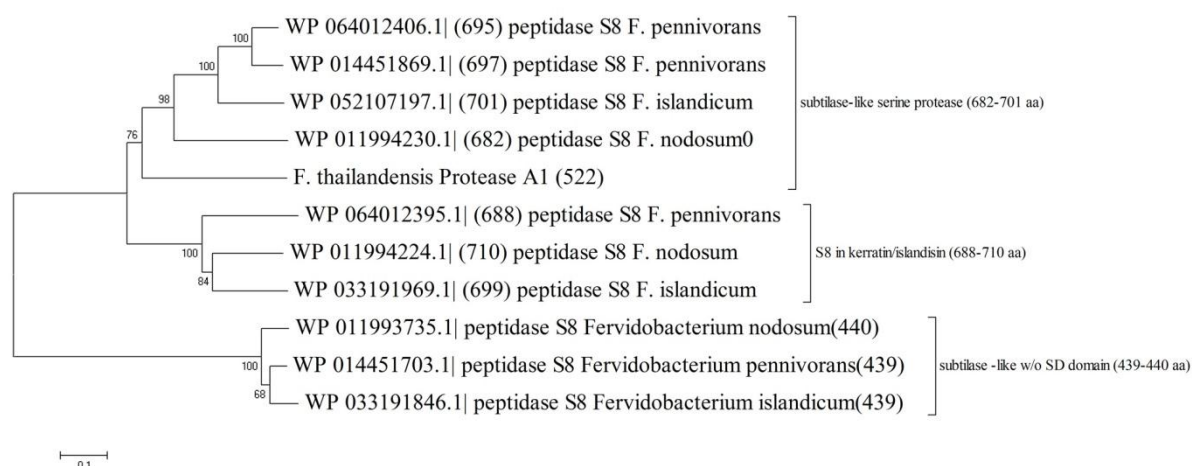 WP 064012406.1| (695) peptidase S8 F. pennivorans
100
WP 014451869.1| (697) peptidase S8 F. pennivorans
100
WP 052107197.1| (701) peptidase S8 F. islandicum
subtilase-like serine protease (682-701 aa)
98
WP 011994230.1| (682) peptidase S8 F. nodosum0
76
F. thailandensis Protease A1 (522)
WP 064012395.1| (688) peptidase S8 F. pennivorans
100
WP 011994224.1| (710) peptidase S8 F. nodosum
S8 in kerratin/islandisin (688-710 aa)
84
WP 033191969.1| (699) peptidase S8 F. islandicum
WP 011993735.1| peptidase S8 Fervidobacterium nodosum(440)
100
WP 014451703.1| peptidase S8 Fervidobacterium pennivorans(439)
subtilase -like w/o SD domain (439-440 aa)
68
WP 033191846.1| peptidase S8 Fervidobacterium islandicum(439)
0.1